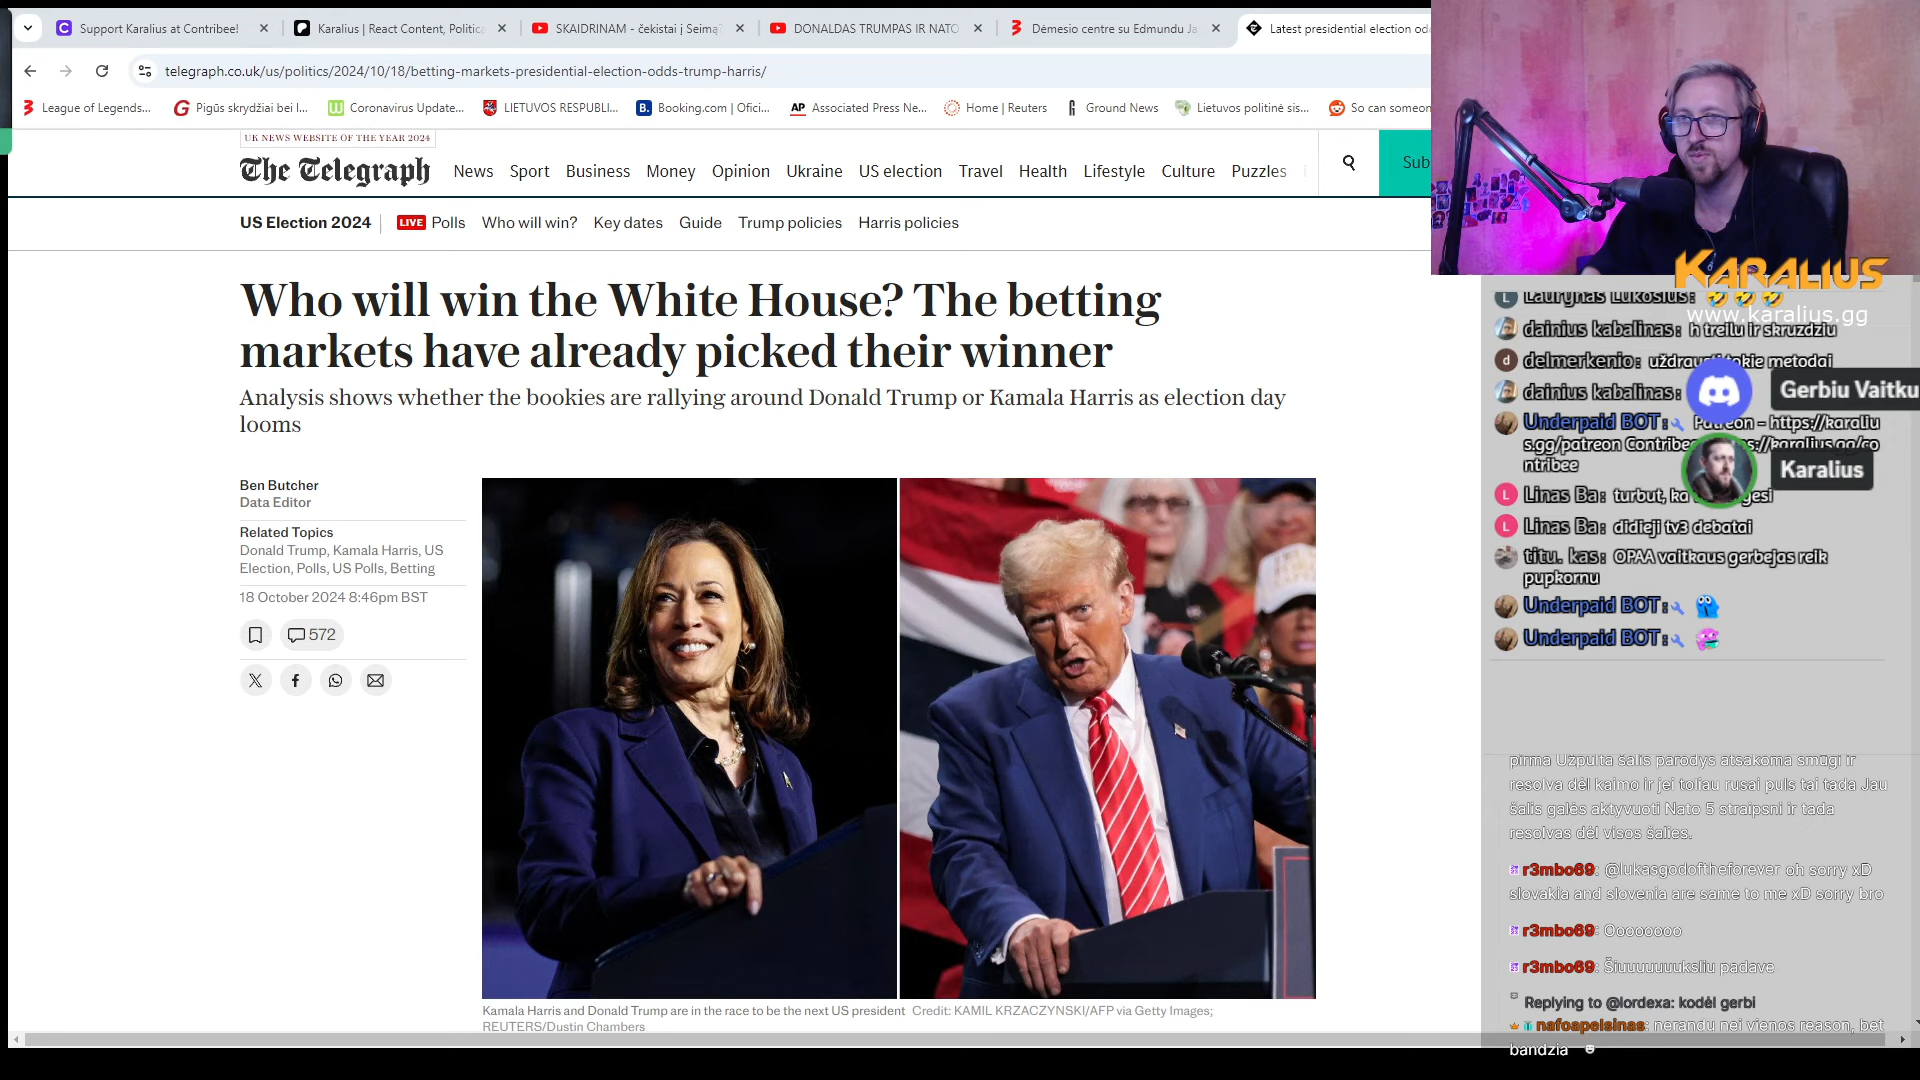 Support Karalius at Contribee!
Karalius | React Content, Politica
SKAIDRINAM - čekistai į Seimą?
DONALDAS TRUMPAS IR NATO
Dėmesio centre su Edmundu Ja
Latest presidential election odd
telegraph.co.uk/us/politics/2024/10/18/betting-markets-presidential-election-odds-trump-harris/
League of Legends...
Pigūs skrydžiai bei l...
Coronavirus Update...
LIETUVOS RESPUBLI...
Booking.com | Ofici...
Associated Press Ne...
Home | Reuters
Ground News
Lietuvos politinė sis...
So can someon
UK NEWS WEBSITE OF THE YEAR 2024
The Telegraph
News Sport Business Money Opinion Ukraine US election Travel Health Lifestyle Culture Puzzles
Sub
US Election 2024
LIVE Polls Who will win? Key dates Guide Trump policies Harris policies
Who will win the White House? The betting
markets have already picked their winner
Analysis shows whether the bookies are rallying around Donald Trump or Kamala Harris as election day
looms
Ben Butcher
Data Editor
Related Topics
Donald Trump, Kamala Harris, US
Election, Polls, US Polls, Betting
18 October 2024 8:46pm BST
572
Kamala Harris and Donald Trump are in the race to be the next US president Credit: KAMIL KRZACZYNSKI/AFP via Getty Images;
REUTERS/Dustin Chambers
KARALIUS
www.karalius.gg
Laurynas Lukosius:
dainius kabalinas: h treilu ir skruzdziu
delmerkenio: uždrausti tokie metodai
dainius kabalinas:
Gerbiu Vaitku
Underpaid BOT: Patreon - https://karaliu
s.gg/patreon Contribee
s://karalius.gg/co
ntribee
Karalius
Linas Ba: turbut, ka
Linas Ba: didieji tv3 debatai
titu. kas: OPAA vaitkaus gerbejas reik
pupkornu
Underpaid BOT:
Underpaid BOT:
pirma Užpulta šalis parodys atsakoma smūgi ir
resolva dėl kaimo ir jei toliau rusai puls tai tada Jau
šalis galės aktyvuoti Nato 5 straipsni ir tada
resolvas dėl visos šalies.
r3mbo69: @lukasgodoftheforever oh sorry xD
slovakia and slovenia are same to me xD sorry bro
r3mbo69: Oooooooo
r3mbo69: Šiuuuuuuuksliu padave
Replying to @lordexa: kodėl gerbi
nafoapelsinas: nerandu nei vienos reason, bet
bandzia